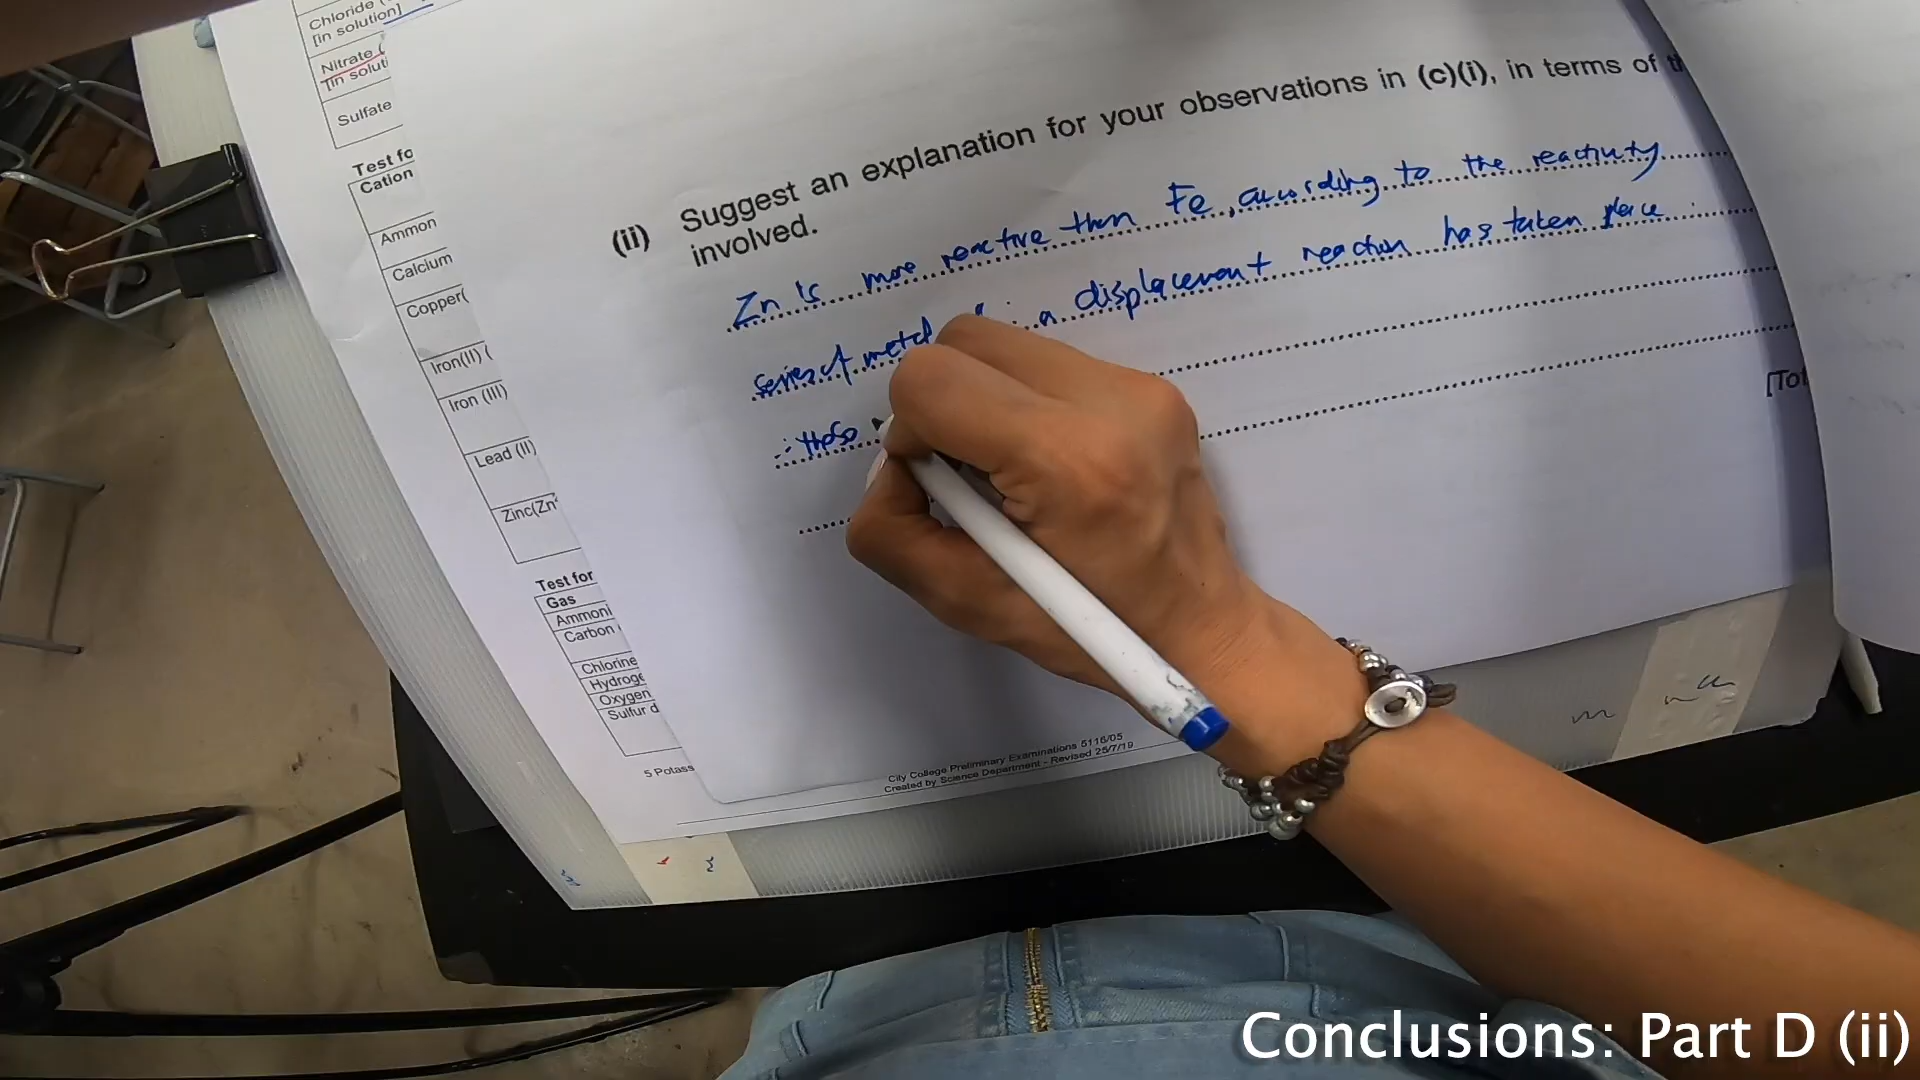 Chloride (
[in solution]
Nitrate (
[in soluti
Sulfate
Test fo
Cation
Ammon
Calcium
Copper(
Iron(II) (
Iron (III)
Lead (II)
Zinc(Zn²
Test for
Gas
Ammoni
Carbon
Chlorine
Hydroge
Oxygen
Sulfur d
5 Potass
(ii) Suggest an explanation for your observations in (c)(i), in terms of t
involved.
Zn is more reactive than Fe, according to the reactivity
series of metal a displacement reaction has taken place
∴
[Tot
City College Preliminary Examinations 5116/05
Created by Science Department - Revised 25/7/19
Conclusions: Part D (ii)